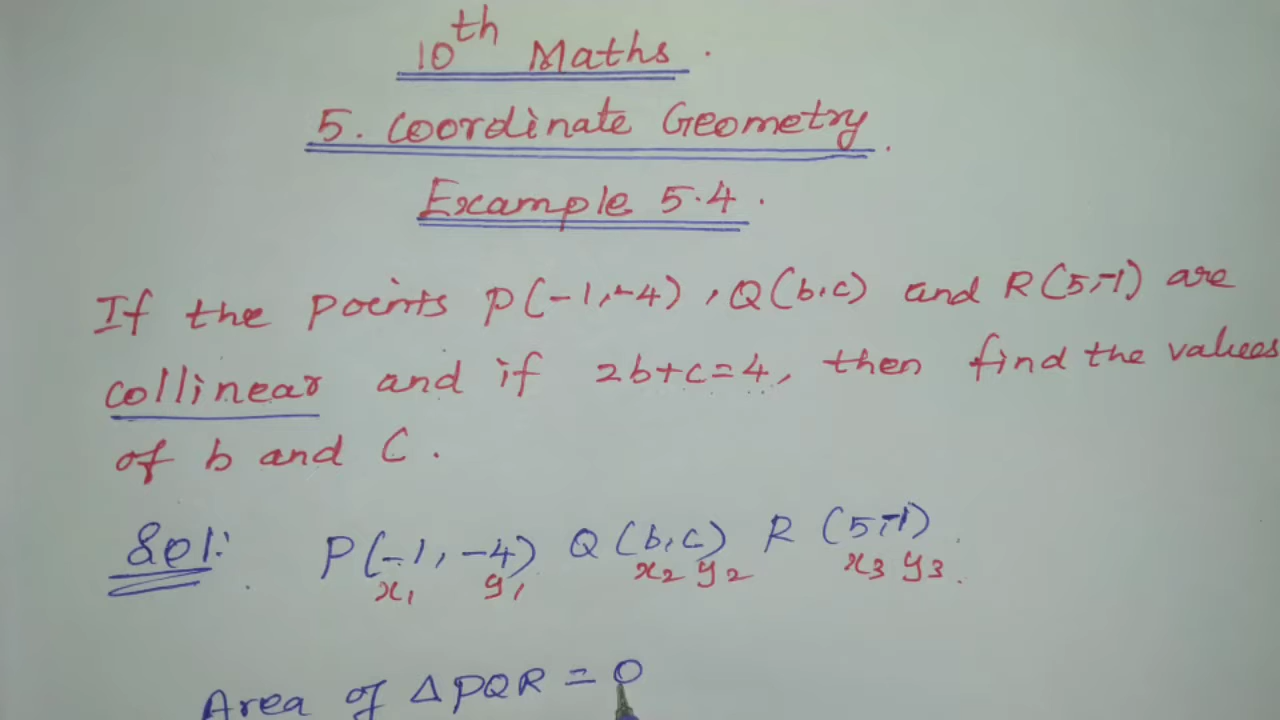 10th Maths.
5. Coordinate Geometry.
Example 5.4.
If the points P(-1,-4), Q(b,c) and R(5,-1) are
collinear and if 2b+c=4, then find the values
of b and C.
Sol: P(-1,-4) Q(b,c) R(5,-1).
x₁ y₁ x₂ y₂ x₃ y₃.
Area of △PQR = 0